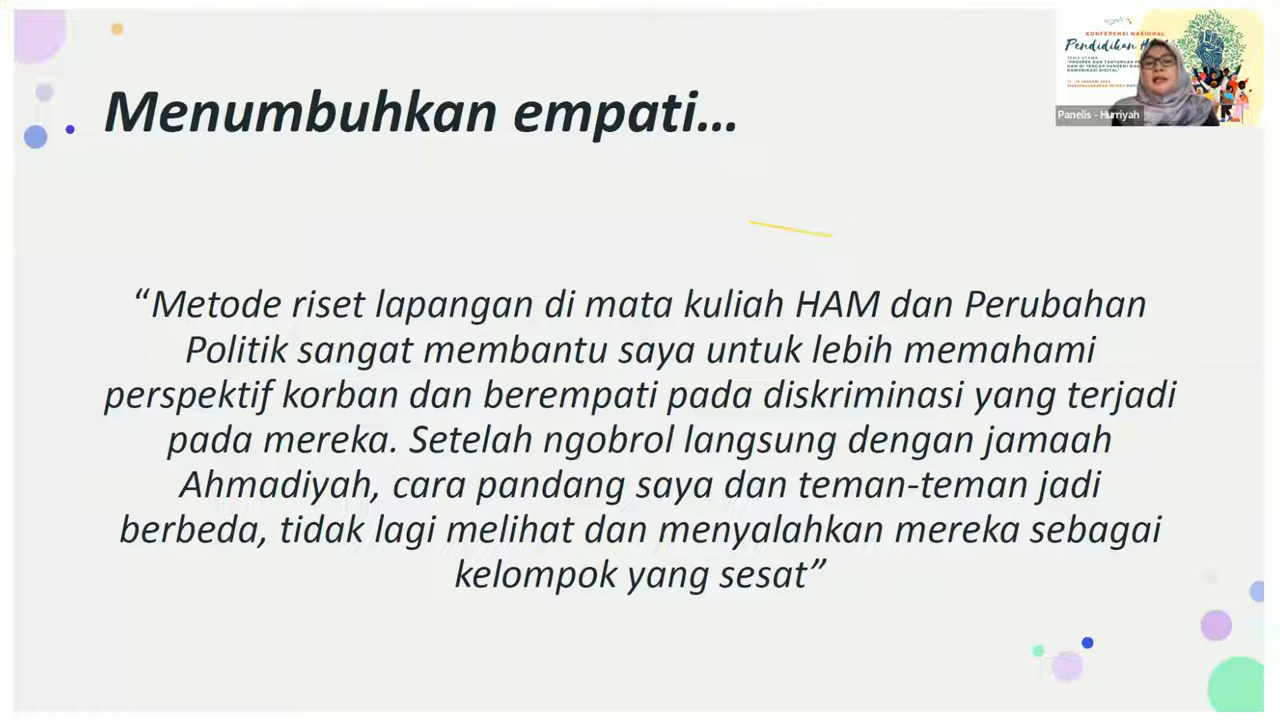 Menumbuhkan empati...
KONFERENSI NASIONAL
Pendidikan
TEMA UTAMA
Panelis - Hurriyah
“Metode riset lapangan di mata kuliah HAM dan Perubahan
Politik sangat membantu saya untuk lebih memahami
perspektif korban dan berempati pada diskriminasi yang terjadi
pada mereka. Setelah ngobrol langsung dengan jamaah
Ahmadiyah, cara pandang saya dan teman-teman jadi
berbeda, tidak lagi melihat dan menyalahkan mereka sebagai
kelompok yang sesat”